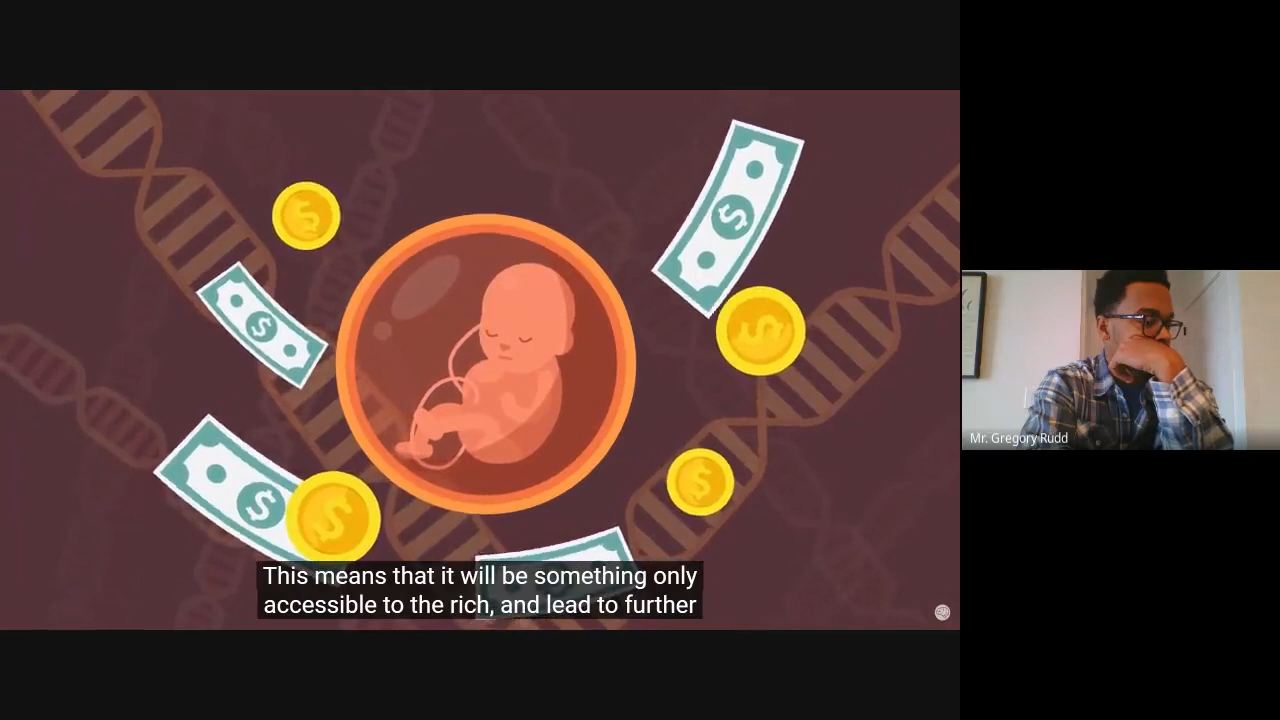 This means that it will be something only
accessible to the rich, and lead to further
Mr. Gregory Rudd